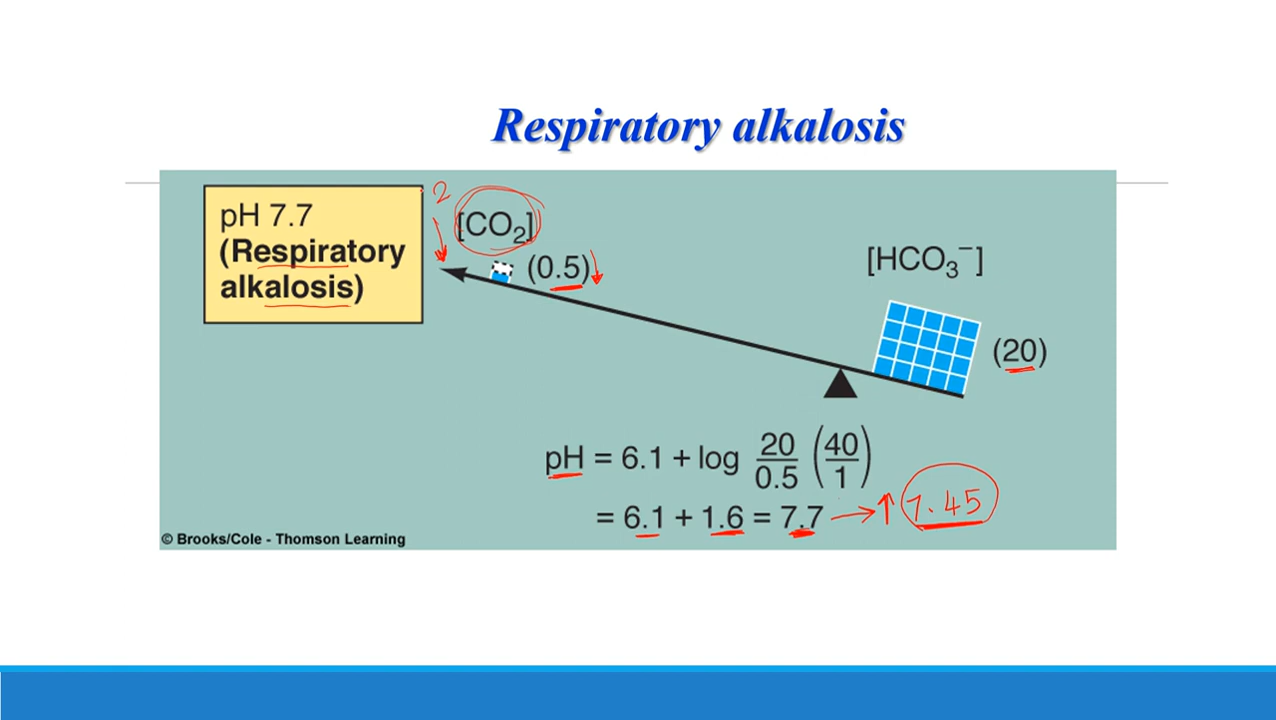 Respiratory alkalosis
pH 7.7
(Respiratory
alkalosis)
2
[CO₂]
(0.5)
[HCO₃⁻]
(20)
pH = 6.1 + log 20/0.5 (40/1)
= 6.1 + 1.6 = 7.7 → ↑ 7.45
© Brooks/Cole - Thomson Learning